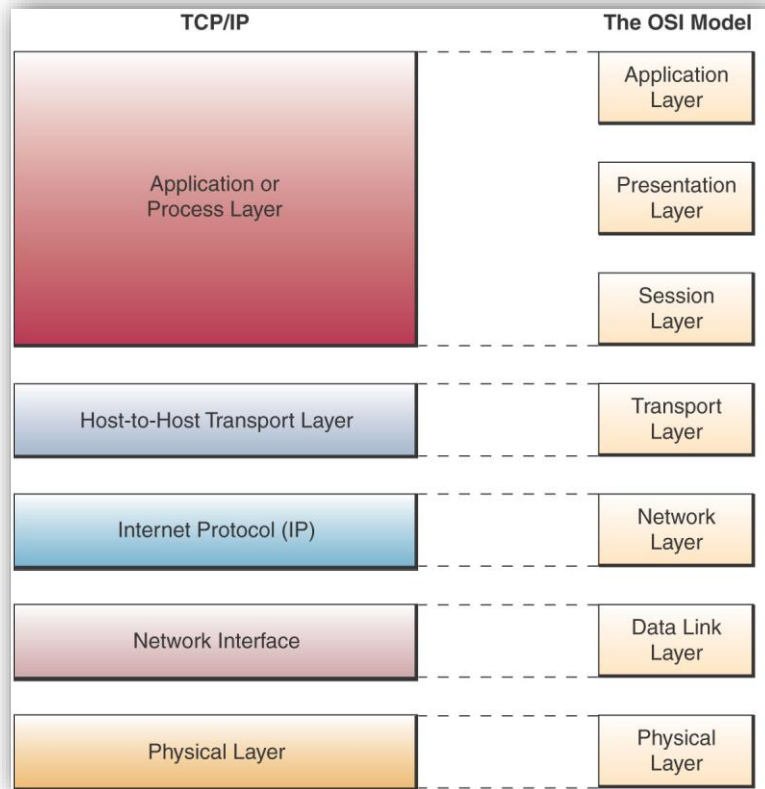 TCP/IP
The OSI Model
Application or
Process Layer
Application
Layer
Presentation
Layer
Session
Layer
Host-to-Host Transport Layer
Transport
Layer
Internet Protocol (IP)
Network
Layer
Network Interface
Data Link
Layer
Physical Layer
Physical
Layer